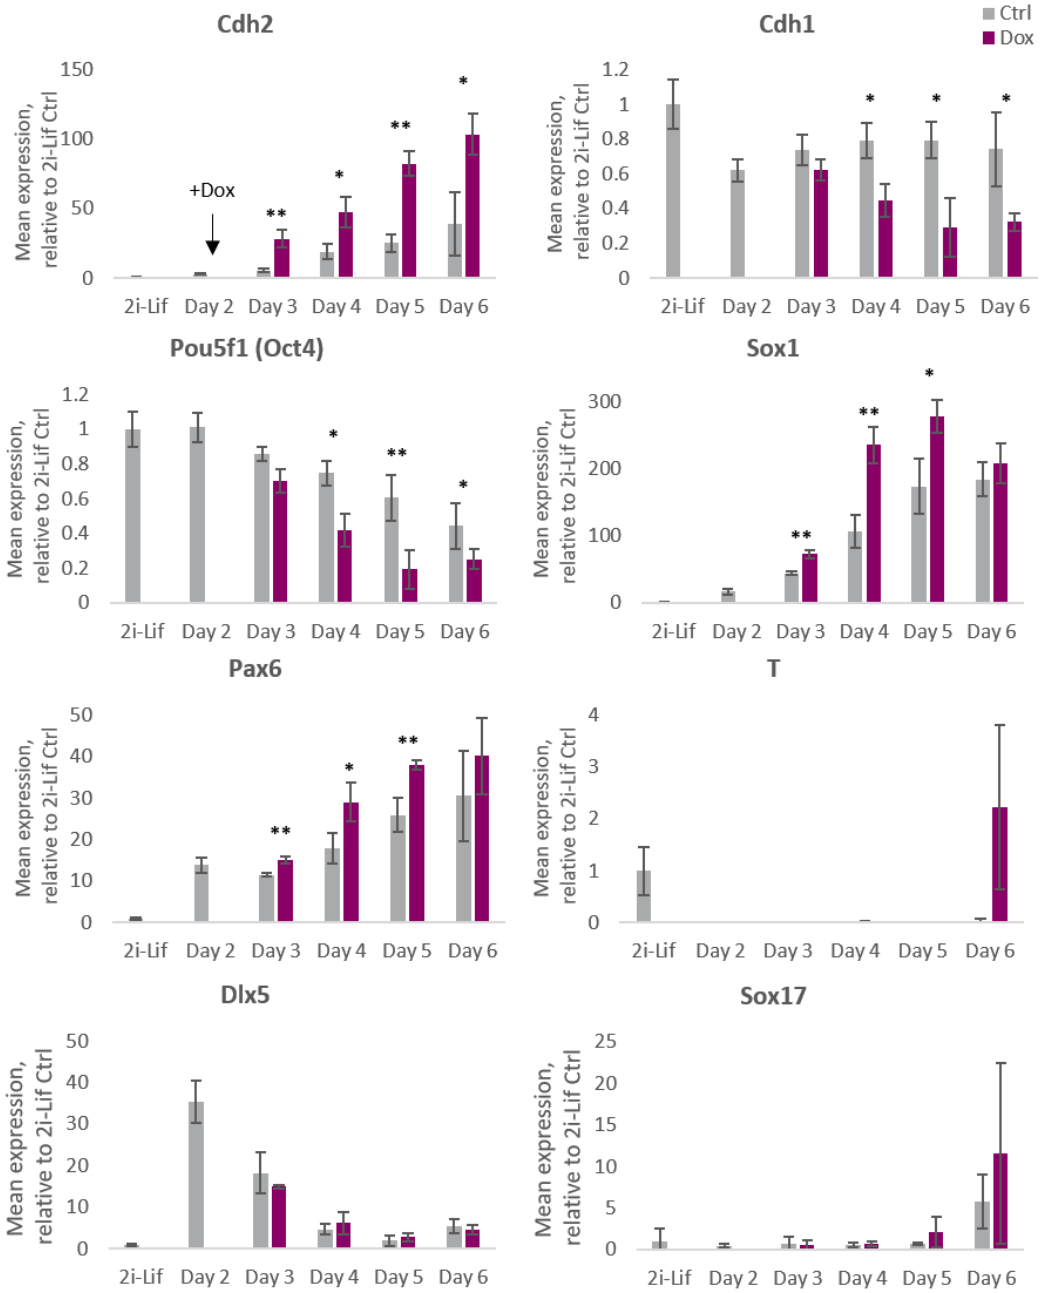 Cdh2
Cdh1
Ctrl
Dox
Mean expression,
relative to 2i-Lif Ctrl
150
100
50
0
+Dox
**
*
**
*
2i-Lif Day 2 Day 3 Day 4 Day 5 Day 6
Mean expression,
relative to 2i-Lif Ctrl
1.2
1
0.8
0.6
0.4
0.2
0
*
*
*
2i-Lif Day 2 Day 3 Day 4 Day 5 Day 6
Pou5f1 (Oct4)
Mean expression,
relative to 2i-Lif Ctrl
1.2
1
0.8
0.6
0.4
0.2
0
*
**
*
2i-Lif Day 2 Day 3 Day 4 Day 5 Day 6
Sox1
Mean expression,
relative to 2i-Lif Ctrl
300
200
100
0
**
**
*
2i-Lif Day 2 Day 3 Day 4 Day 5 Day 6
Pax6
Mean expression,
relative to 2i-Lif Ctrl
50
40
30
20
10
0
**
*
**
2i-Lif Day 2 Day 3 Day 4 Day 5 Day 6
T
Mean expression,
relative to 2i-Lif Ctrl
4
3
2
1
0
2i-Lif Day 2 Day 3 Day 4 Day 5 Day 6
Dlx5
Mean expression,
relative to 2i-Lif Ctrl
50
40
30
20
10
0
2i-Lif Day 2 Day 3 Day 4 Day 5 Day 6
Sox17
Mean expression,
relative to 2i-Lif Ctrl
25
20
15
10
5
0
2i-Lif Day 2 Day 3 Day 4 Day 5 Day 6